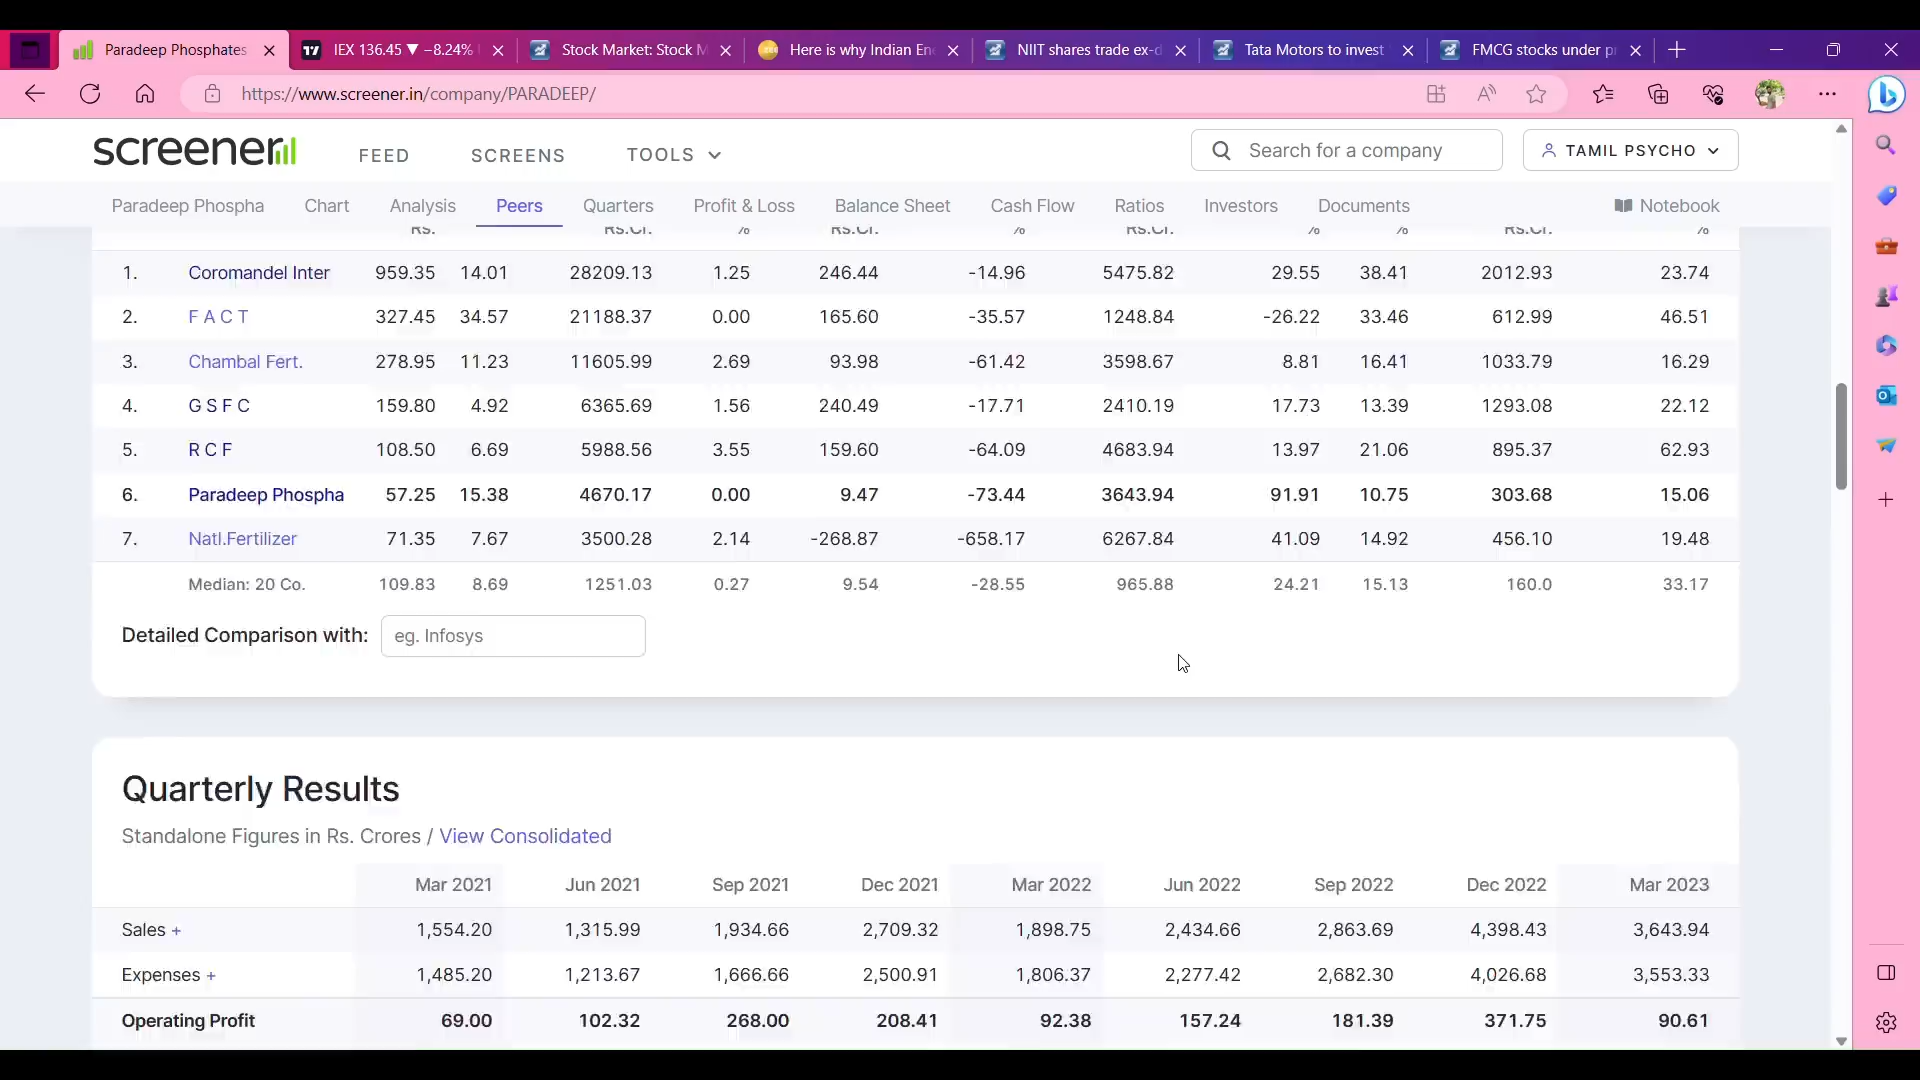 Paradeep Phosphates
IEX 136.45 ▼ −8.24%
Stock Market: Stock M
Here is why Indian En
NIIT shares trade ex-d
Tata Motors to invest
FMCG stocks under pr
https://www.screener.in/company/PARADEEP/
screener
FEED
SCREENS
TOOLS
Search for a company
TAMIL PSYCHO
Paradeep Phospha Chart Analysis Peers Quarters Profit & Loss Balance Sheet Cash Flow Ratios Investors Documents Notebook
Rs. Rs.Cr. % Rs.Cr. % Rs.Cr. % % Rs.Cr. %
1. Coromandel Inter 959.35 14.01 28209.13 1.25 246.44 -14.96 5475.82 29.55 38.41 2012.93 23.74
2. F A C T 327.45 34.57 21188.37 0.00 165.60 -35.57 1248.84 -26.22 33.46 612.99 46.51
3. Chambal Fert. 278.95 11.23 11605.99 2.69 93.98 -61.42 3598.67 8.81 16.41 1033.79 16.29
4. G S F C 159.80 4.92 6365.69 1.56 240.49 -17.71 2410.19 17.73 13.39 1293.08 22.12
5. R C F 108.50 6.69 5988.56 3.55 159.60 -64.09 4683.94 13.97 21.06 895.37 62.93
6. Paradeep Phospha 57.25 15.38 4670.17 0.00 9.47 -73.44 3643.94 91.91 10.75 303.68 15.06
7. Natl.Fertilizer 71.35 7.67 3500.28 2.14 -268.87 -658.17 6267.84 41.09 14.92 456.10 19.48
Median: 20 Co. 109.83 8.69 1251.03 0.27 9.54 -28.55 965.88 24.21 15.13 160.0 33.17
Detailed Comparison with: eg. Infosys
Quarterly Results
Standalone Figures in Rs. Crores / View Consolidated
Mar 2021 Jun 2021 Sep 2021 Dec 2021 Mar 2022 Jun 2022 Sep 2022 Dec 2022 Mar 2023
Sales + 1,554.20 1,315.99 1,934.66 2,709.32 1,898.75 2,434.66 2,863.69 4,398.43 3,643.94
Expenses + 1,485.20 1,213.67 1,666.66 2,500.91 1,806.37 2,277.42 2,682.30 4,026.68 3,553.33
Operating Profit 69.00 102.32 268.00 208.41 92.38 157.24 181.39 371.75 90.61